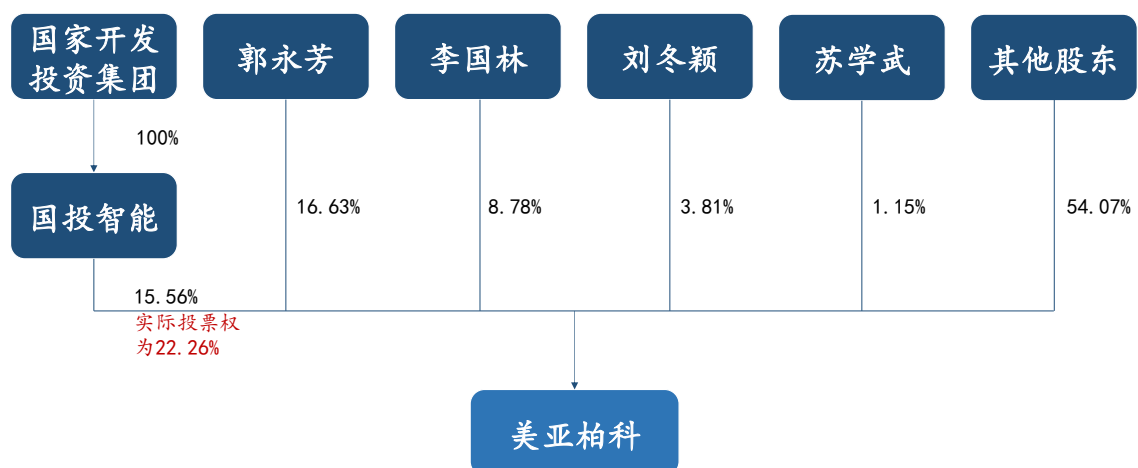 国家开发
投资集团
郭永芳
李国林
刘冬颖
苏学武
其他股东
100%
国投智能
16.63%
8.78%
3.81%
1.15%
54.07%
15.56%
实际投票权
为22.26%
美亚柏科